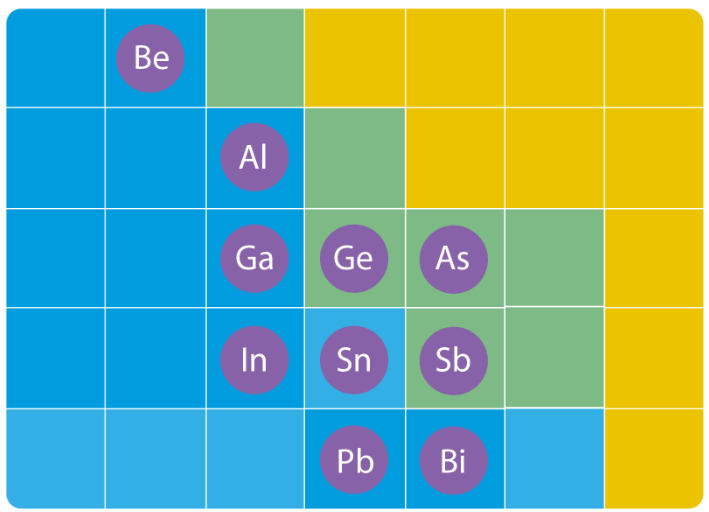 Be
Al
Ga Ge As
In Sn Sb
Pb Bi